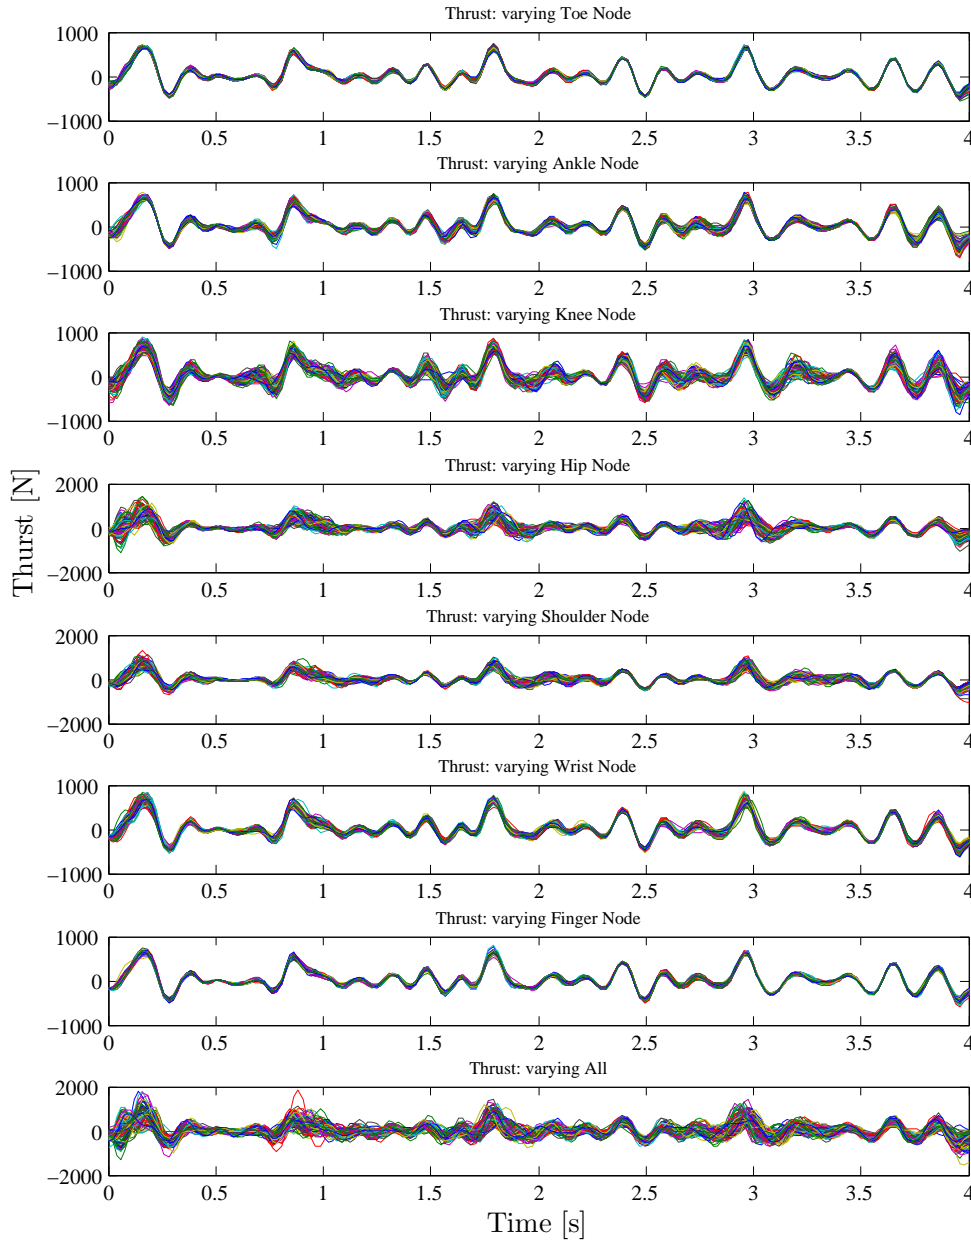 Thrust: varying Toe Node
1000
0
−1000
0 0.5 1 1.5 2 2.5 3 3.5 4
Thrust: varying Ankle Node
1000
0
−1000
0 0.5 1 1.5 2 2.5 3 3.5 4
Thrust: varying Knee Node
1000
0
−1000
0 0.5 1 1.5 2 2.5 3 3.5 4
Thrust: varying Hip Node
2000
0
−2000
0 0.5 1 1.5 2 2.5 3 3.5 4
Thurst [N]
Thrust: varying Shoulder Node
2000
0
−2000
0 0.5 1 1.5 2 2.5 3 3.5 4
Thrust: varying Wrist Node
1000
0
−1000
0 0.5 1 1.5 2 2.5 3 3.5 4
Thrust: varying Finger Node
1000
0
−1000
0 0.5 1 1.5 2 2.5 3 3.5 4
Thrust: varying All
2000
0
−2000
0 0.5 1 1.5 2 2.5 3 3.5 4
Time [s]